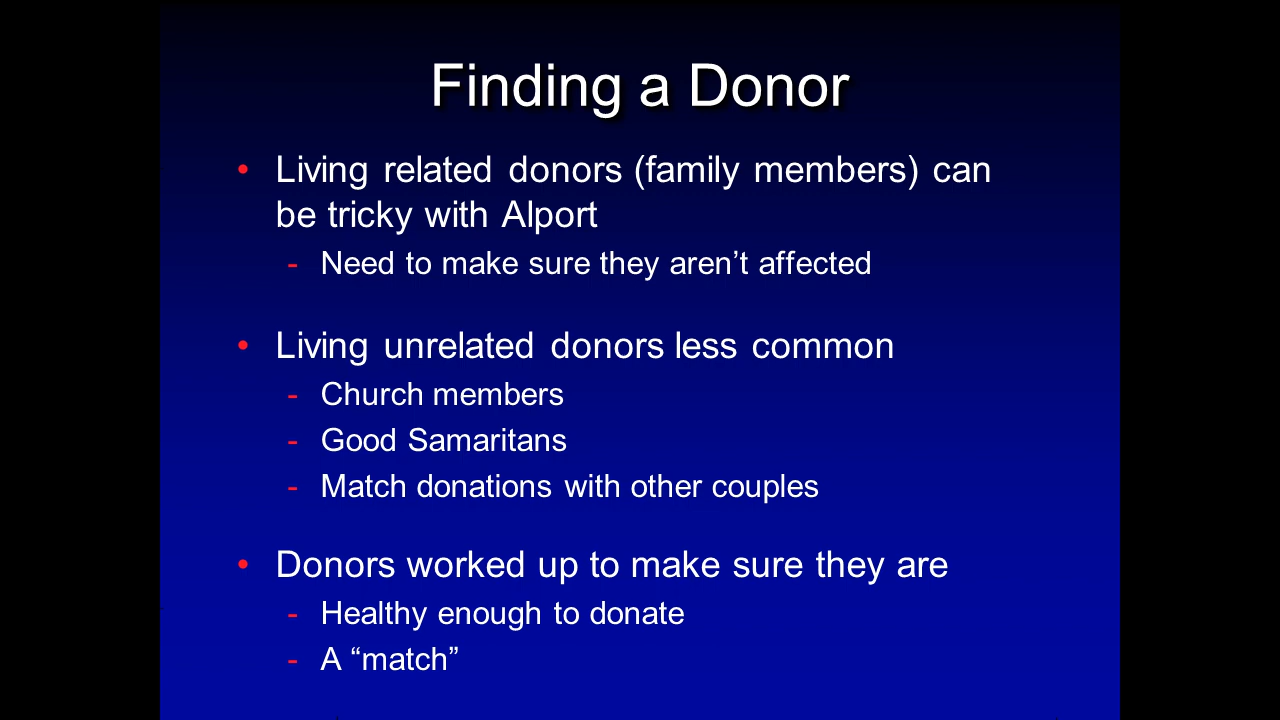 Finding a Donor
• Living related donors (family members) can
be tricky with Alport
- Need to make sure they aren’t affected
• Living unrelated donors less common
- Church members
- Good Samaritans
- Match donations with other couples
• Donors worked up to make sure they are
- Healthy enough to donate
- A “match”